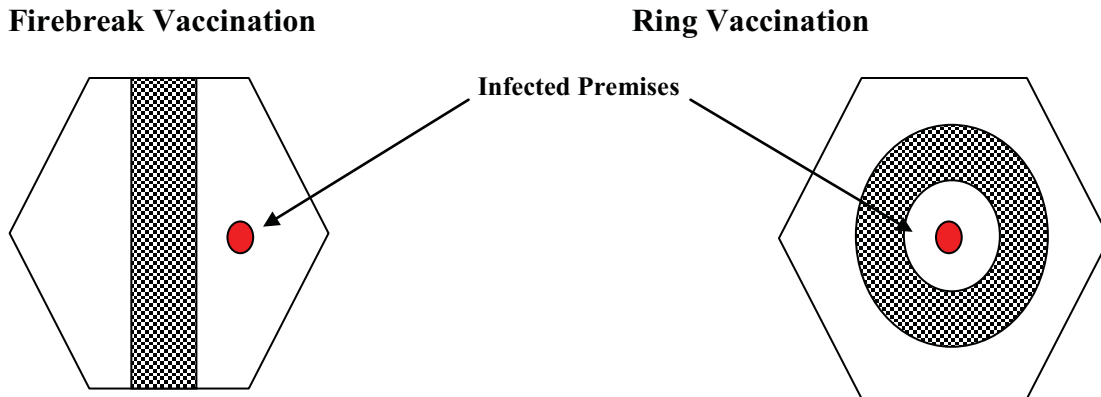 Firebreak Vaccination
Ring Vaccination
Infected Premises